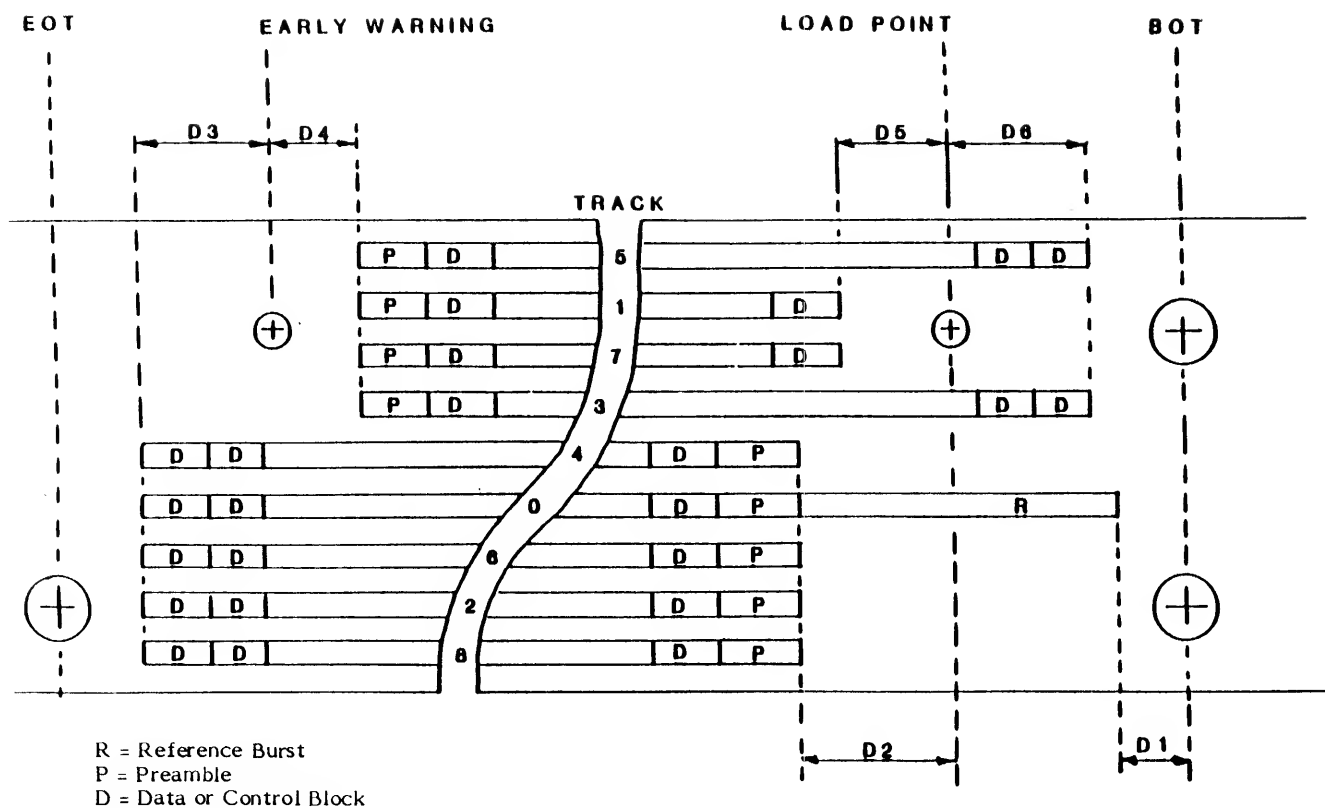 EOT EARLY WARNING LOAD POINT BOT
D3 D4 D5 D6
TRACK
P D 5 D D
P D 1 D
P D 7 D
P D 3 D D
D D 4 D P
D D 0 D P R
D D 6 D P
D D 2 D P
D D 8 D P
D2 D1
R = Reference Burst
P = Preamble
D = Data or Control Block